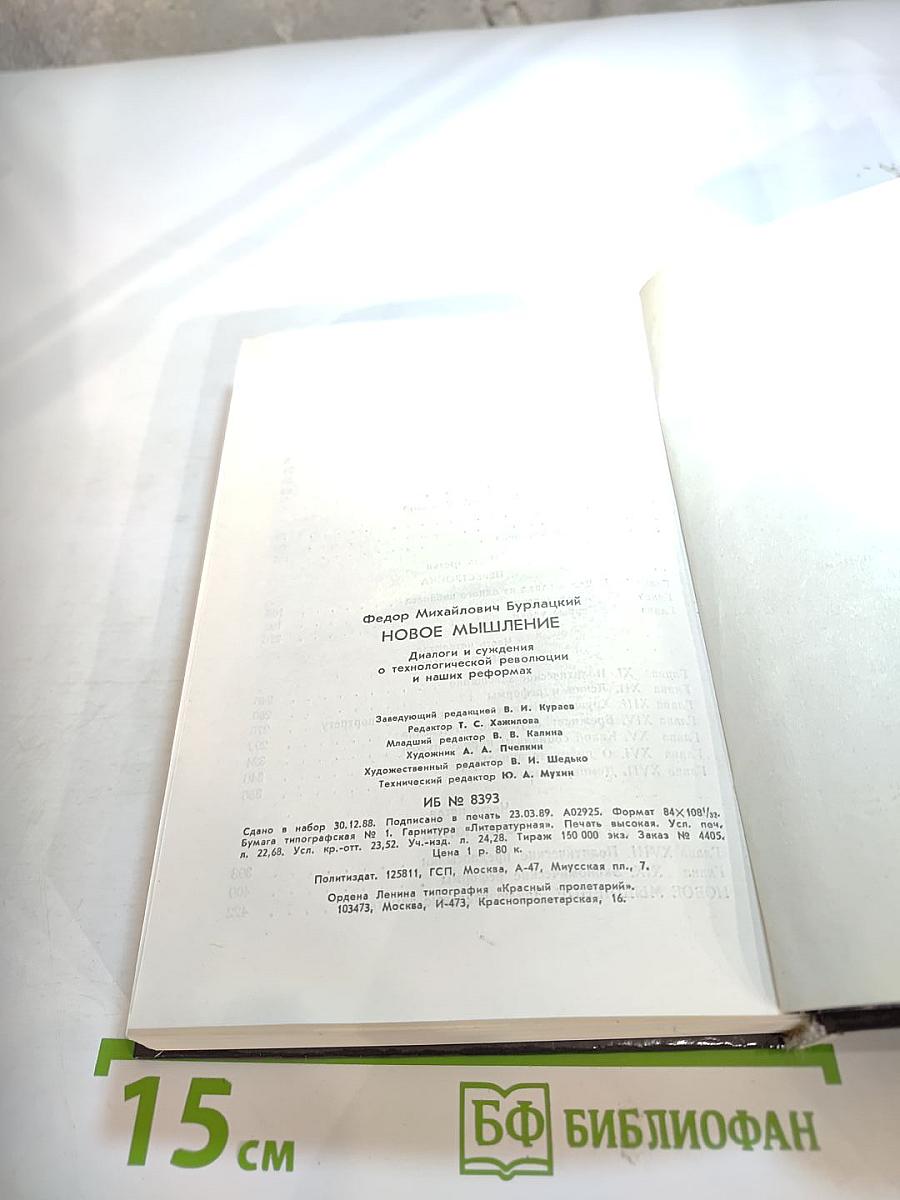 Федор Михайлович Бурлацкий
НОВОЕ МЫШЛЕНИЕ
Диалоги и суждения
о технологической революции
и наших реформах
Заведующий редакцией В. И. Кураев
Редактор Т. С. Хажилова
Младший редактор В. В. Калина
Художник А. А. Пчелкин
Художественный редактор В. И. Шедько
Технический редактор Ю. А. Мухин
ИБ № 8393
Сдано в набор 30.12.88. Подписано в печать 23.03.89. А02925. Формат 84×108¹/₃₂.
Бумага типографская № 1. Гарнитура «Литературная». Печать высокая. Усл. печ.
л. 22,68. Усл. кр.-отт. 23,52. Уч.-изд. л. 24,28. Тираж 150 000 экз. Заказ № 4405.
Цена 1 р. 80 к.
Политиздат. 125811, ГСП, Москва, А-47, Миусская пл., 7.
Ордена Ленина типография «Красный пролетарий».
103473, Москва, И-473, Краснопролетарская, 16.
15 см
БФ БИБЛИОФАН